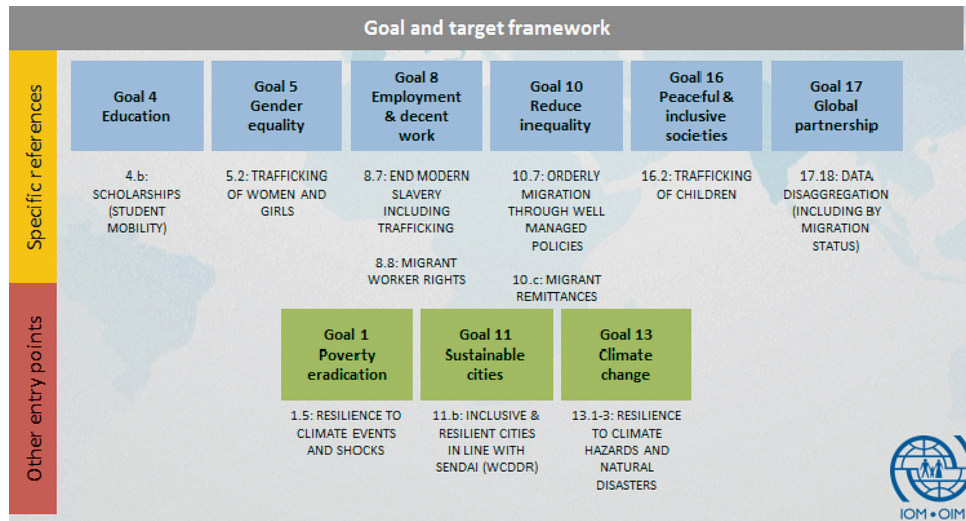 Goal and target framework
Specific references
Goal 4
Education
Goal 5
Gender
equality
Goal 8
Employment
& decent
work
Goal 10
Reduce
inequality
Goal 16
Peaceful &
inclusive
societies
Goal 17
Global
partnership
4.b:
SCHOLARSHIPS
(STUDENT
MOBILITY)
5.2: TRAFFICKING
OF WOMEN AND
GIRLS
8.7: END MODERN
SLAVERY
INCLUDING
TRAFFICKING
8.8: MIGRANT
WORKER RIGHTS
10.7: ORDERLY
MIGRATION
THROUGH WELL
MANAGED
POLICIES
10.c: MIGRANT
REMITTANCES
16.2: TRAFFICKING
OF CHILDREN
17.18: DATA
DISAGGREGATION
(INCLUDING BY
MIGRATION
STATUS)
Other entry points
Goal 1
Poverty
eradication
Goal 11
Sustainable
cities
Goal 13
Climate
change
1.5: RESILIENCE TO
CLIMATE EVENTS
AND SHOCKS
11.b: INCLUSIVE &
RESILIENT CITIES
IN LINE WITH
SENDAI (WCDDR)
13.1-3: RESILIENCE
TO CLIMATE
HAZARDS AND
NATURAL
DISASTERS
IOM • OIM